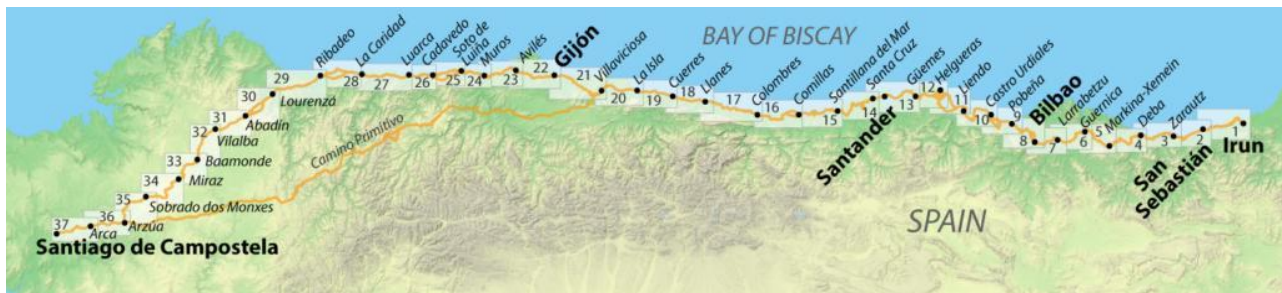 BAY OF BISCAY
SPAIN
Camino Primitivo
Irun
1
San
Sebastián
2
Zarautz
3
Deba
4
Markina-Xemein
5
Guernica
6
Larrabetzu
7
Bilbao
8
Pobeña
9
Castro Urdiales
10
Liendo
11
Helgueras
12
Güemes
13
Santander
Santa Cruz
14
Santillana del Mar
15
Comillas
16
Colombres
17
Llanes
18
Cuerres
19
La Isla
20
Villaviciosa
21
Gijón
22
Avilés
23
Muros
24
Soto de
Luiña
25
Cadavedo
26
Luarca
27
La Caridad
28
Ribadeo
29
Lourenzá
30
Abadín
31
Vilalba
32
Baamonde
33
Miraz
34
Sobrado dos Monxes
35
Arzúa
36
Arca
37
Santiago de Campostela